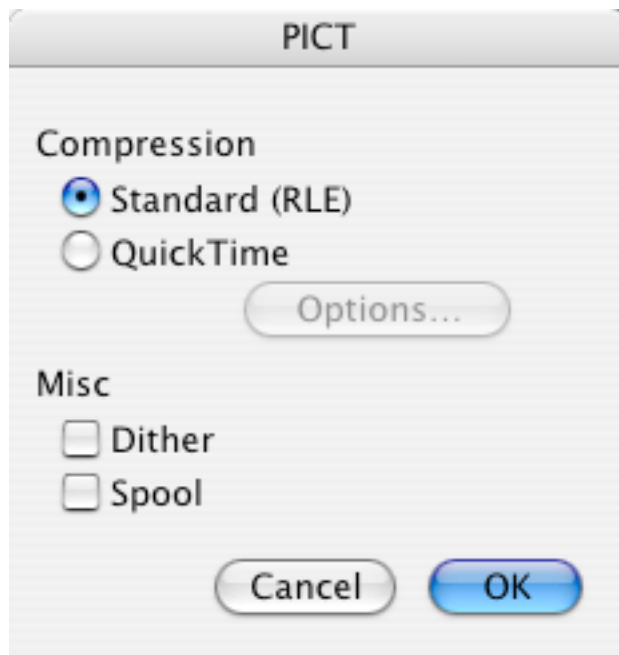 PICT
Compression
Standard (RLE)
QuickTime
Options...
Misc
Dither
Spool
Cancel OK